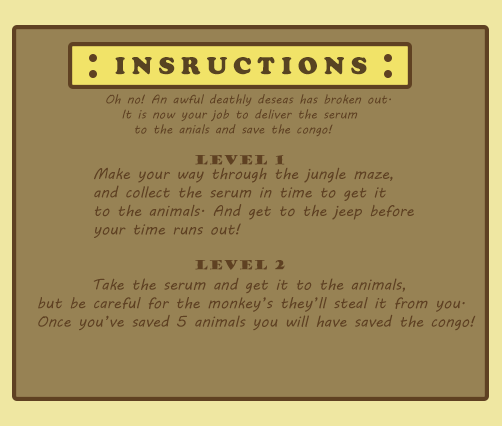 : INSRUCTIONS :
Oh no! An awful deathly deseas has broken out.
It is now your job to deliver the serum
to the anials and save the congo!
LEVEL 1
Make your way through the jungle maze,
and collect the serum in time to get it
to the animals. And get to the jeep before
your time runs out!
LEVEL 2
Take the serum and get it to the animals,
but be careful for the monkey's they'll steal it from you.
Once you've saved 5 animals you will have saved the congo!